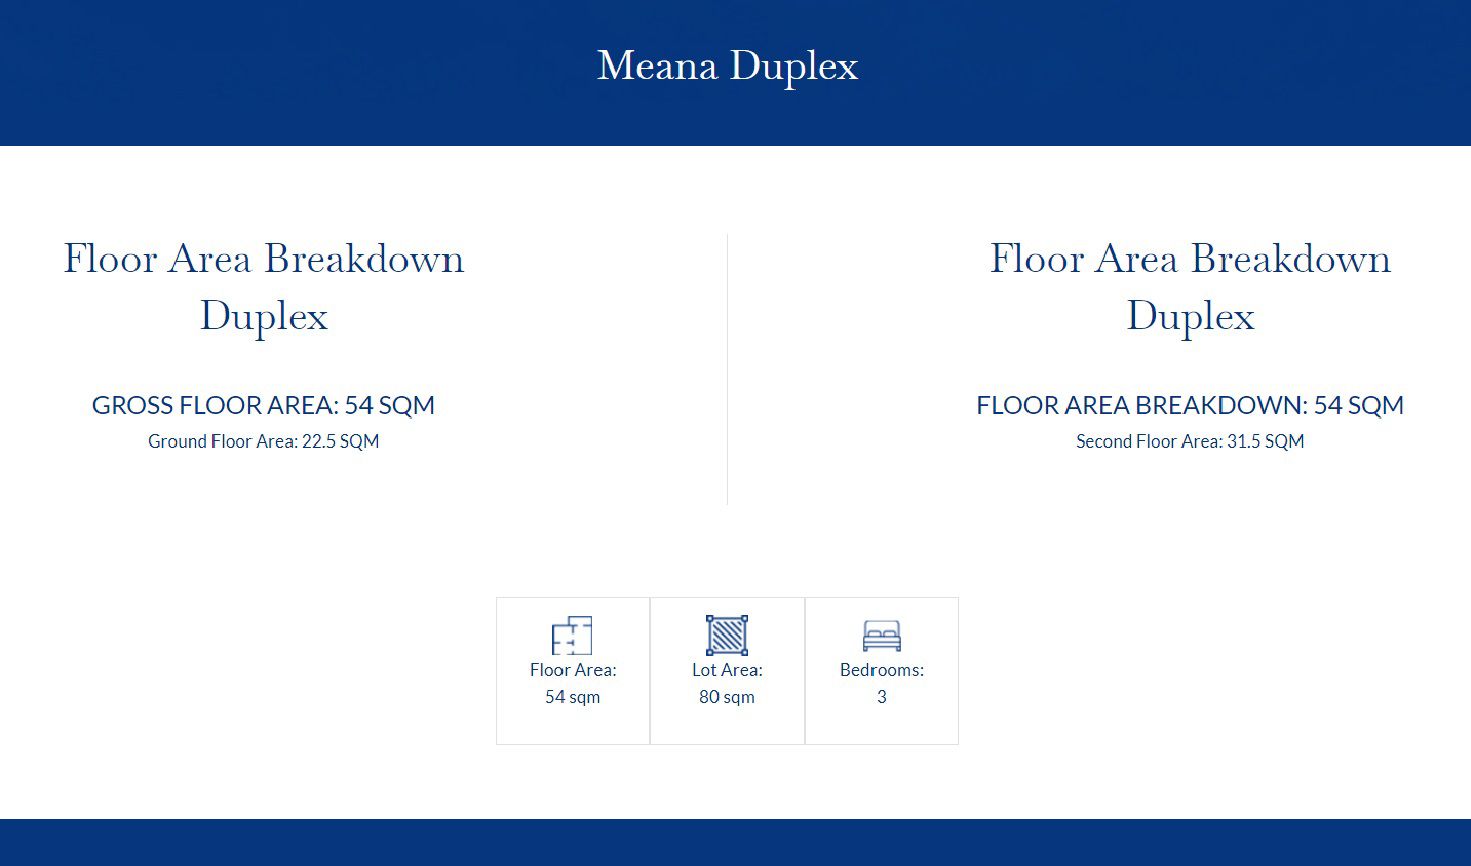 Meana Duplex
Floor Area Breakdown
Duplex
GROSS FLOOR AREA: 54 SQM
Ground Floor Area: 22.5 SQM
Floor Area Breakdown
Duplex
FLOOR AREA BREAKDOWN: 54 SQM
Second Floor Area: 31.5 SQM
Floor Area:
54 sqm
Lot Area:
80 sqm
Bedrooms:
3